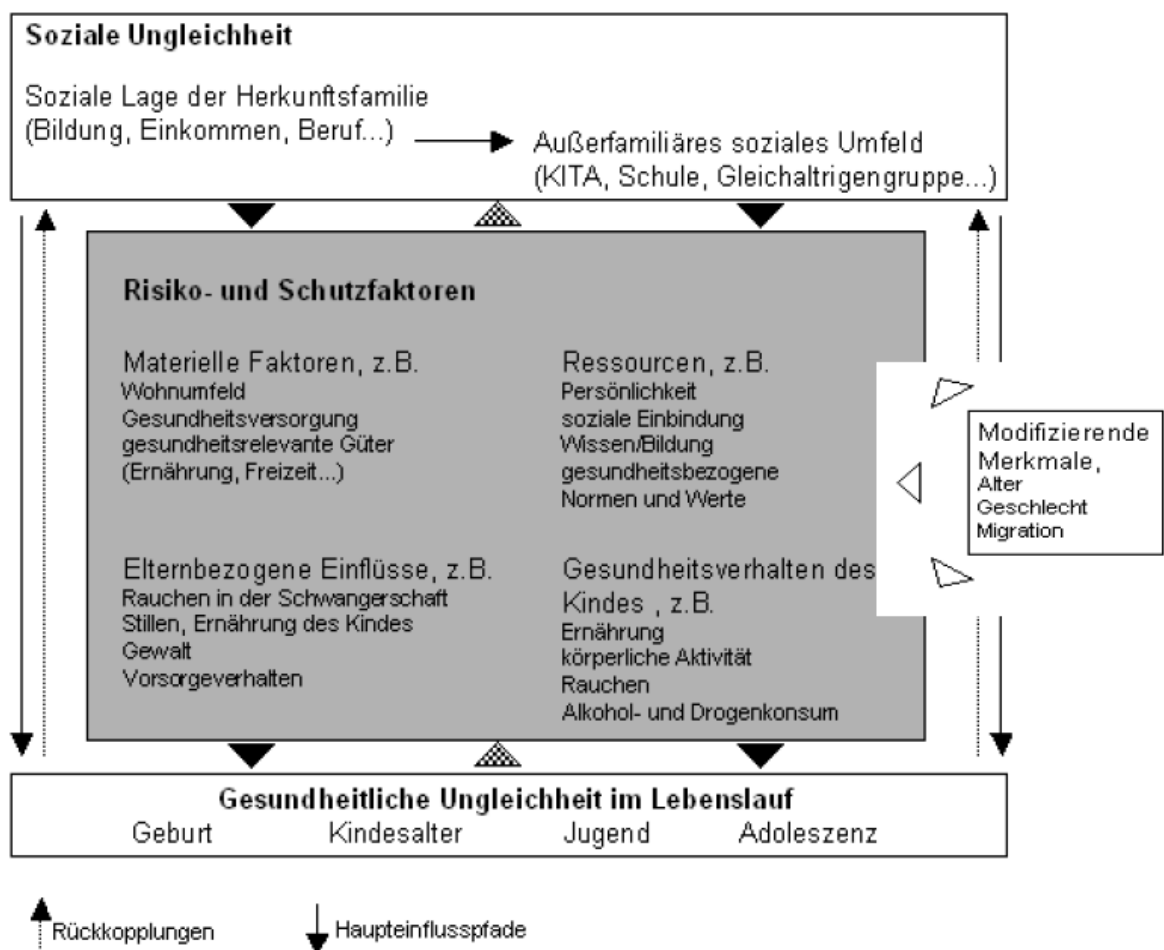 Soziale Ungleichheit
Soziale Lage der Herkunftsfamilie
(Bildung, Einkommen, Beruf...)
Außerfamiliäres soziales Umfeld
(KITA, Schule, Gleichaltrigengruppe...)
Risiko- und Schutzfaktoren
Materielle Faktoren, z.B.
Wohnumfeld
Gesundheitsversorgung
gesundheitsrelevante Güter
(Ernährung, Freizeit...)
Ressourcen, z.B.
Persönlichkeit
soziale Einbindung
Wissen/Bildung
gesundheitsbezogene
Normen und Werte
Elternbezogene Einflüsse, z.B.
Rauchen in der Schwangerschaft
Stillen, Ernährung des Kindes
Gewalt
Vorsorgeverhalten
Gesundheitsverhalten des
Kindes , z.B.
Ernährung
körperliche Aktivität
Rauchen
Alkohol- und Drogenkonsum
Modifizierende
Merkmale,
Alter
Geschlecht
Migration
Gesundheitliche Ungleichheit im Lebenslauf
Geburt Kindesalter Jugend Adoleszenz
Rückkopplungen Haupteinflusspfade